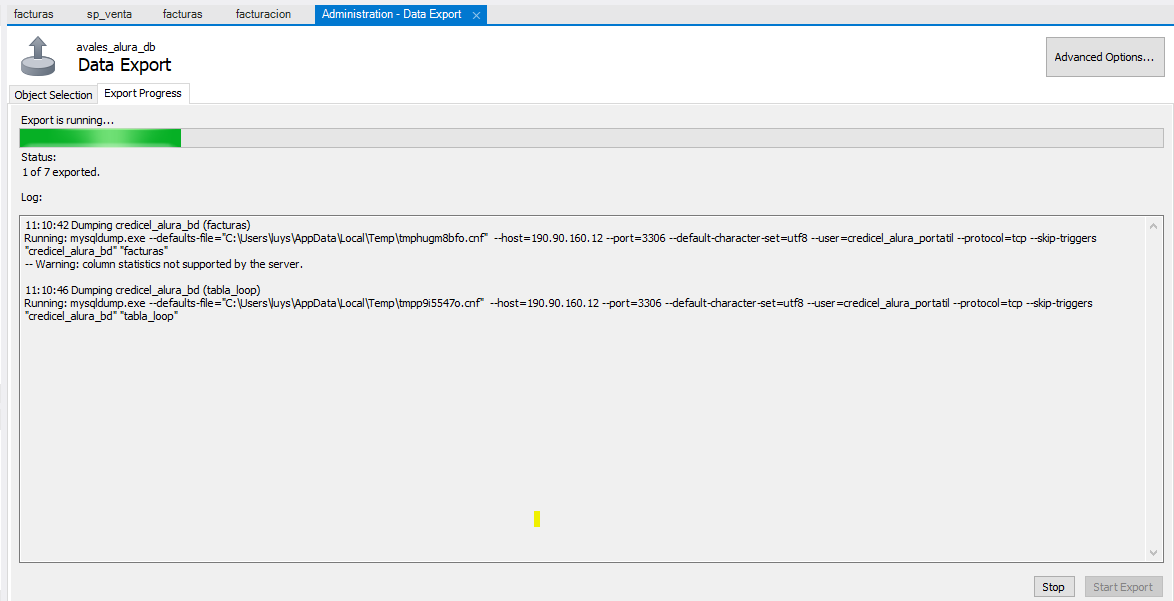 facturas sp_venta facturas facturacion Administration - Data Export
avales_alura_db
Data Export
Advanced Options...
Object Selection Export Progress
Export is running...
Status:
1 of 7 exported.
Log:
11:10:42 Dumping credicel_alura_bd (facturas)
Running: mysqldump.exe --defaults-file="C:\Users\luys\AppData\Local\Temp\tmphugm8bfo.cnf"  --host=190.90.160.12 --port=3306 --default-character-set=utf8 --user=credicel_alura_portatil --protocol=tcp --skip-triggers
"credicel_alura_bd" "facturas"
-- Warning: column statistics not supported by the server.
11:10:46 Dumping credicel_alura_bd (tabla_loop)
Running: mysqldump.exe --defaults-file="C:\Users\luys\AppData\Local\Temp\tmpp9i5547o.cnf"  --host=190.90.160.12 --port=3306 --default-character-set=utf8 --user=credicel_alura_portatil --protocol=tcp --skip-triggers
"credicel_alura_bd" "tabla_loop"
Stop Start Export